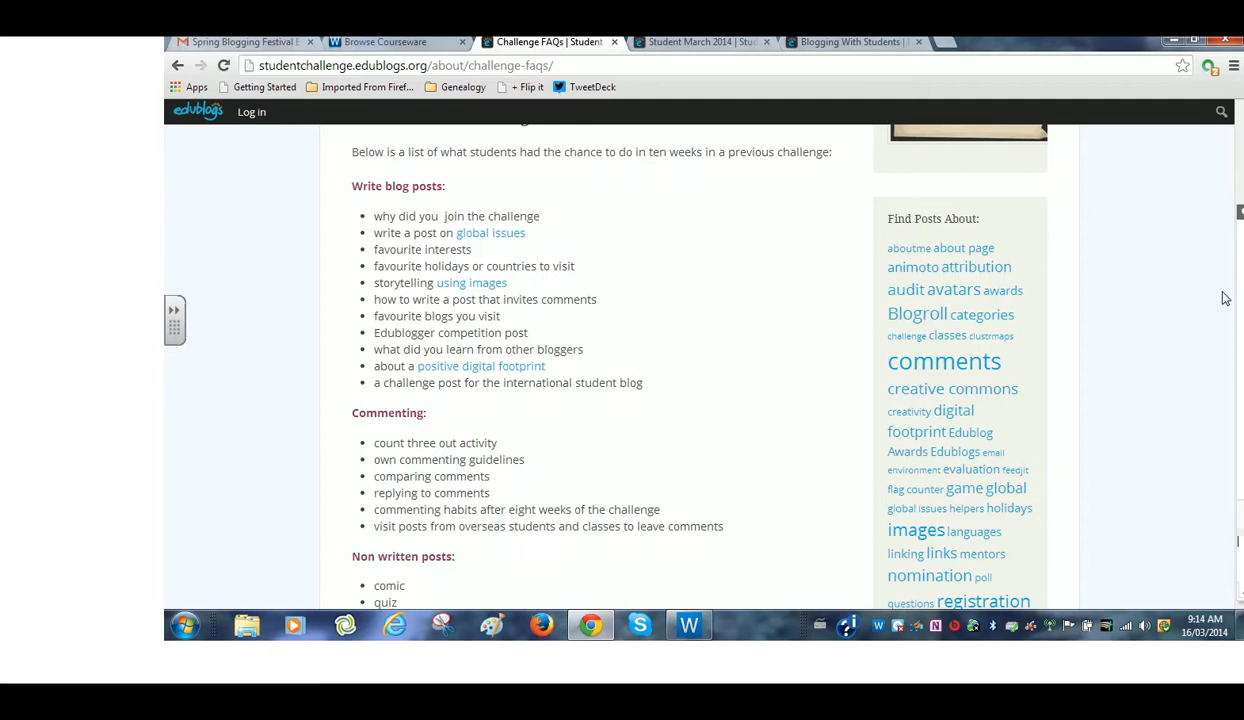 Spring Blogging Festival E
Browse Courseware
Challenge FAQs | Student
Student March 2014 | Stud
Blogging With Students |
studentchallenge.edublogs.org/about/challenge-faqs/
Apps
Getting Started
Imported From Firef...
Genealogy
+ Flip it
TweetDeck
edublogs
Log in
Below is a list of what students had the chance to do in ten weeks in a previous challenge:
Write blog posts:
why did you join the challenge
write a post on global issues
favourite interests
favourite holidays or countries to visit
storytelling using images
how to write a post that invites comments
favourite blogs you visit
Edublogger competition post
what did you learn from other bloggers
about a positive digital footprint
a challenge post for the international student blog
Commenting:
count three out activity
own commenting guidelines
comparing comments
replying to comments
commenting habits after eight weeks of the challenge
visit posts from overseas students and classes to leave comments
Non written posts:
comic
quiz
Find Posts About:
aboutme about page
animoto attribution
audit avatars awards
Blogroll categories
challenge classes clustrmaps
comments
creative commons
creativity digital
footprint Edublog
Awards Edublogs email
environment evaluation feedjit
flag counter game global
global issues helpers holidays
images languages
linking links mentors
nomination poll
questions registration
9:14 AM
16/03/2014